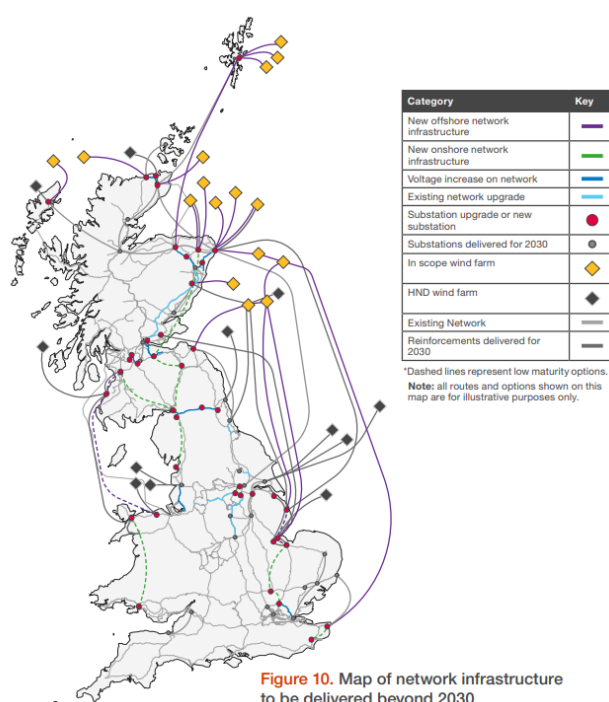 Category Key
New offshore network
infrastructure
New onshore network
infrastructure
Voltage increase on network
Existing network upgrade
Substation upgrade or new
substation
Substations delivered for 2030
In scope wind farm
HND wind farm
Existing Network
Reinforcements delivered for
2030
*Dashed lines represent low maturity options.
Note: all routes and options shown on this
map are for illustrative purposes only.
Figure 10. Map of network infrastructure
to be delivered beyond 2030